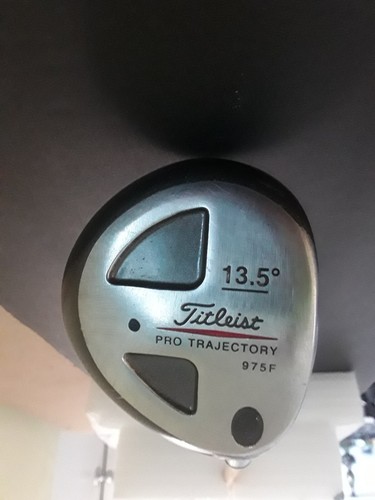 13.5°
Titleist
PRO TRAJECTORY
975F